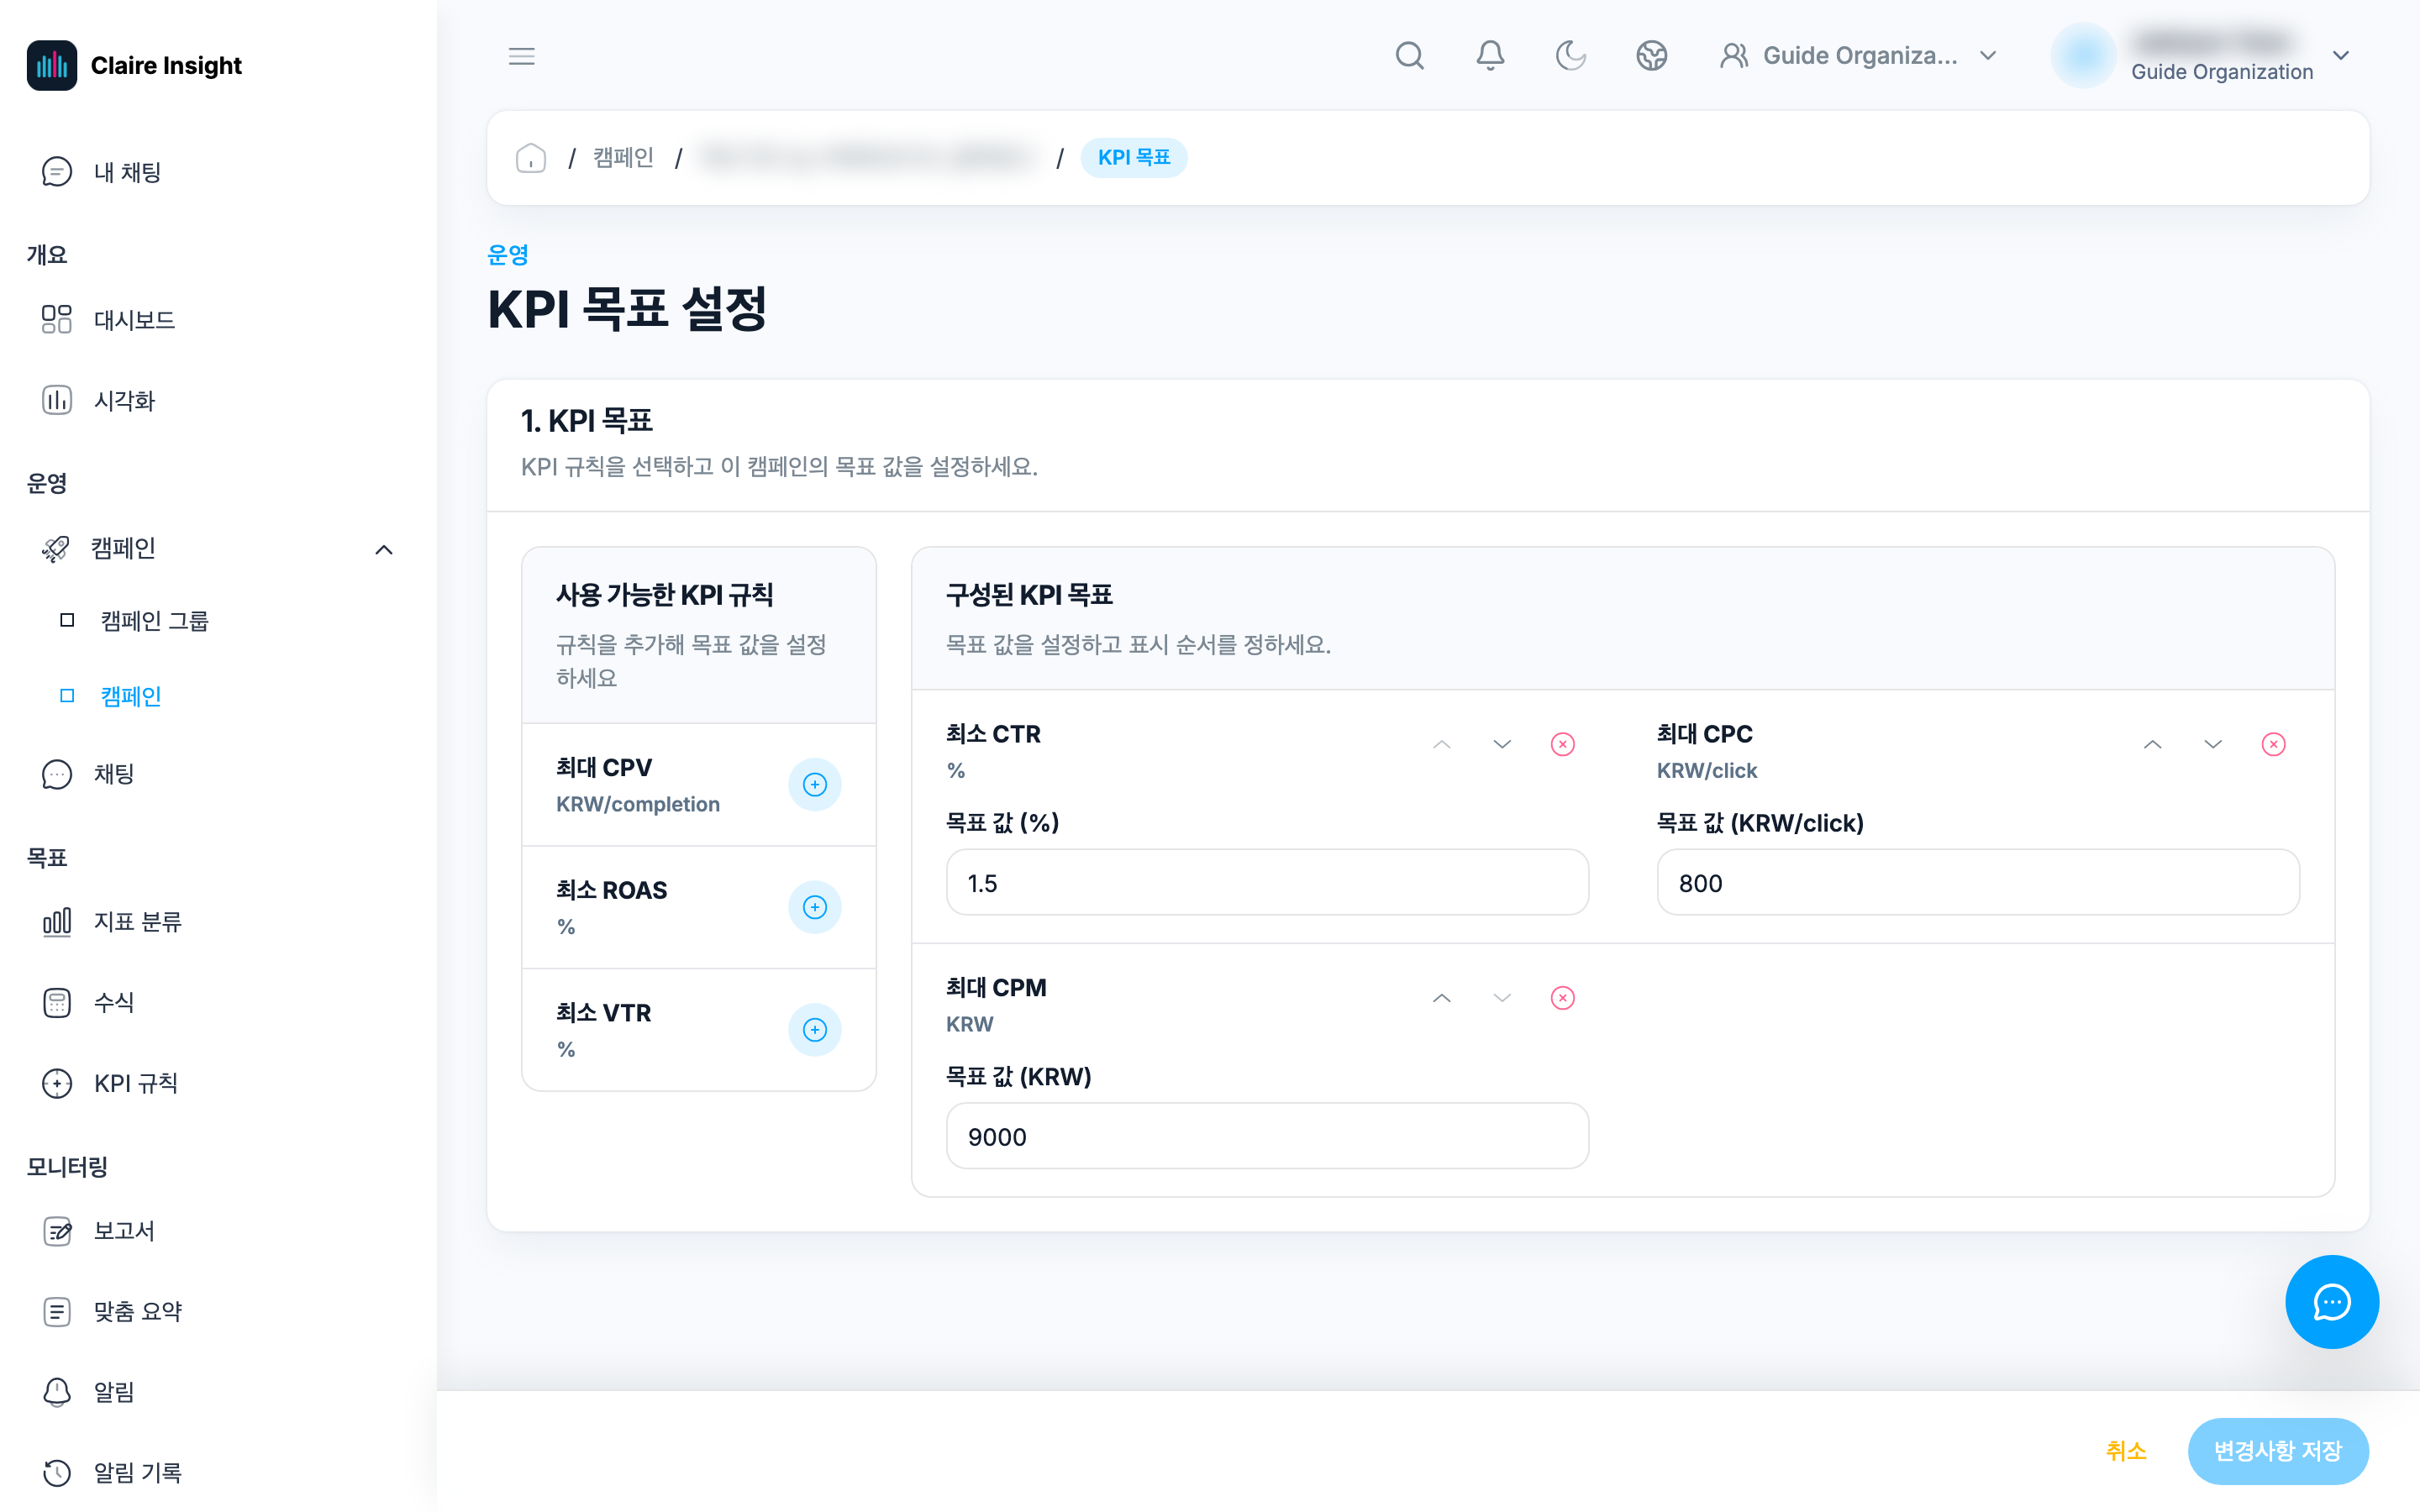 Claire Insight
내 채팅
개요
대시보드
시각화
운영
캠페인
캠페인 그룹
캠페인
채팅
목표
지표 분류
수식
KPI 규칙
모니터링
보고서
맞춤 요약
알림
알림 기록
Guide Organiza...
Guide Organization
/ 캠페인 / / KPI 목표
운영
KPI 목표 설정
1. KPI 목표
KPI 규칙을 선택하고 이 캠페인의 목표 값을 설정하세요.
사용 가능한 KPI 규칙
규칙을 추가해 목표 값을 설정
하세요
최대 CPV
KRW/completion
최소 ROAS
%
최소 VTR
%
구성된 KPI 목표
목표 값을 설정하고 표시 순서를 정하세요.
최소 CTR
%
목표 값 (%)
1.5
최대 CPC
KRW/click
목표 값 (KRW/click)
800
최대 CPM
KRW
목표 값 (KRW)
9000
취소
변경사항 저장